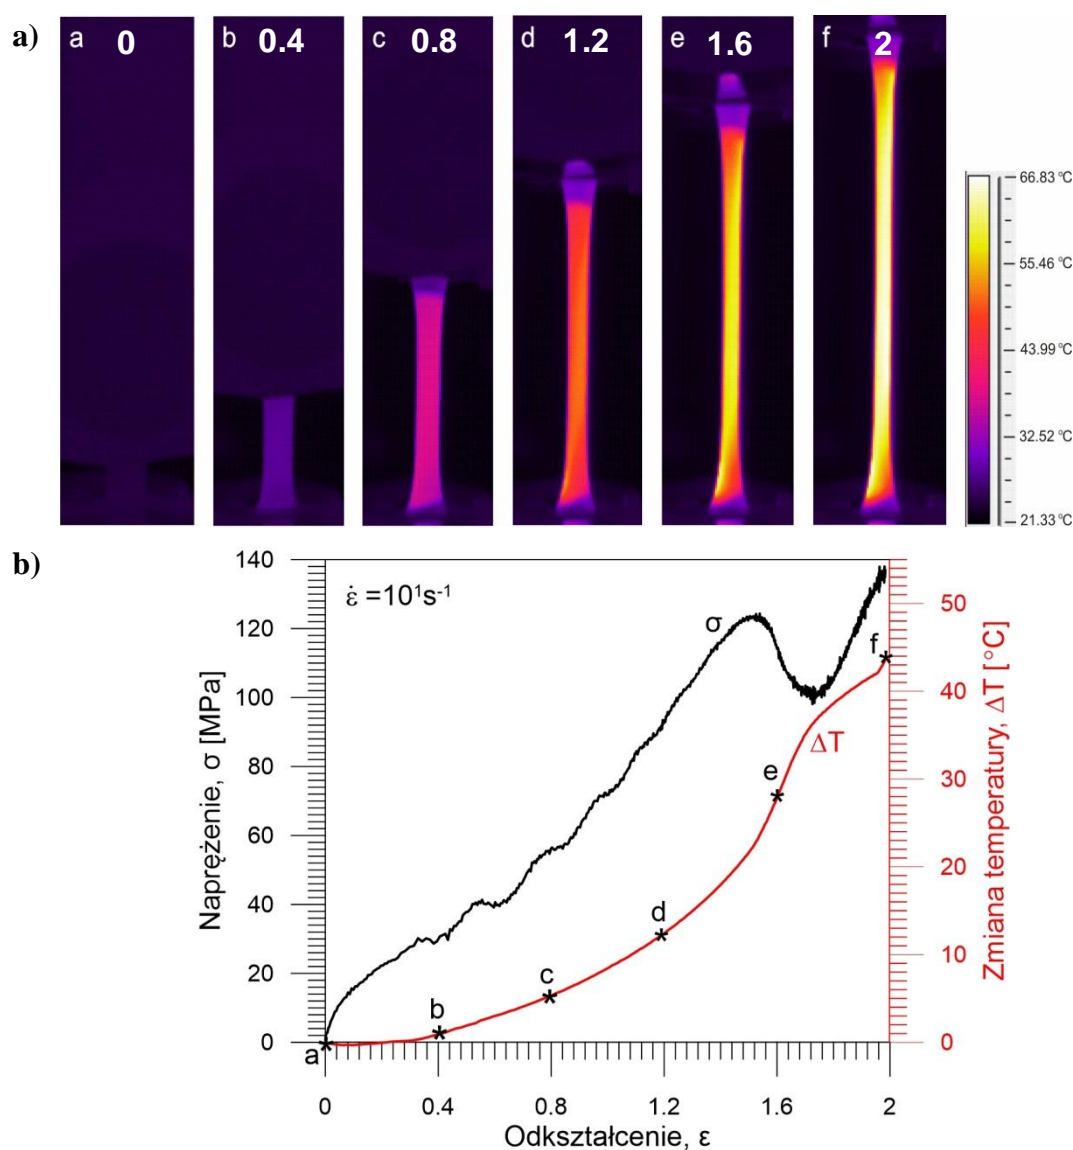 a)
a 0
b 0.4
c 0.8
d 1.2
e 1.6
f 2
66.83 °C
55.46 °C
43.99 °C
32.52 °C
21.33 °C
b)
ε̇ =10¹s⁻¹
σ
f
ΔT
e
d
c
b
a
Naprężenie, σ [MPa]
140
120
100
80
60
40
20
0
Zmiana temperatury, ΔT [°C]
50
40
30
20
10
0
0 0.4 0.8 1.2 1.6 2
Odkształcenie, ε